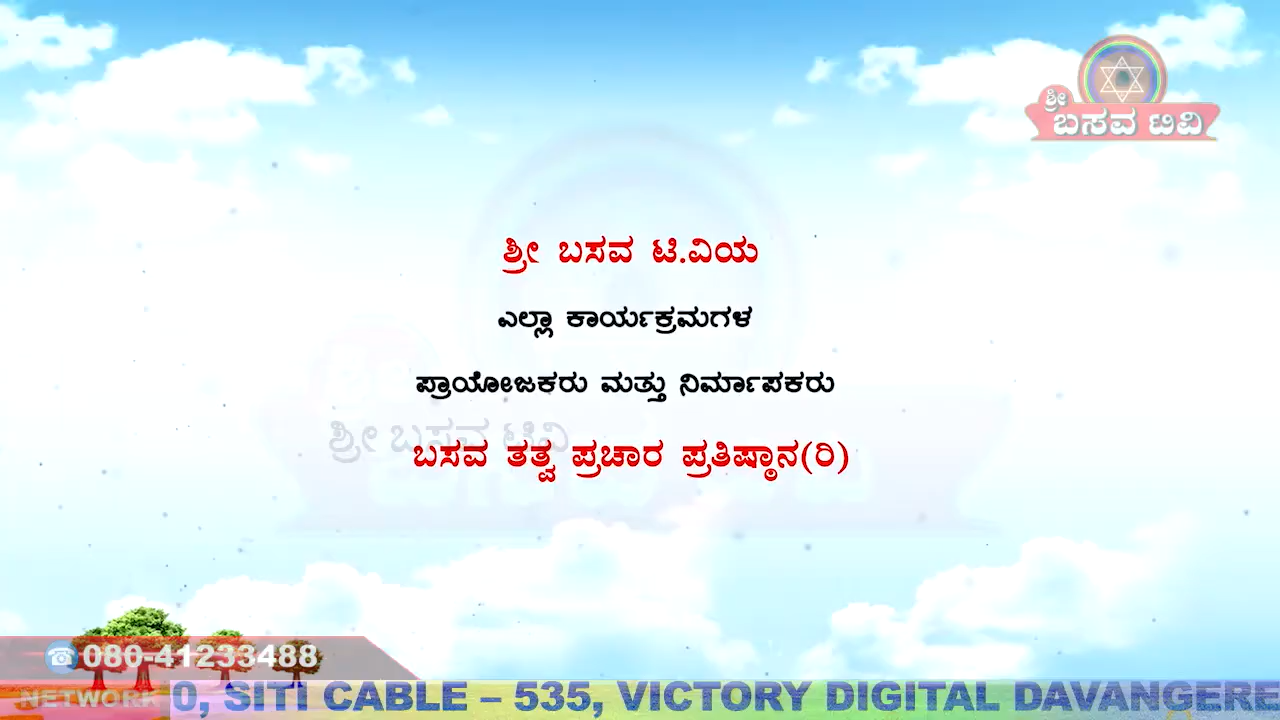 ಶ್ರೀ
ಬಸವ ಟಿವಿ
ಶ್ರೀ ಬಸವ ಟಿ.ವಿಯ
ಎಲ್ಲಾ ಕಾರ್ಯಕ್ರಮಗಳ
ಪ್ರಾಯೋಜಕರು ಮತ್ತು ನಿರ್ಮಾಪಕರು
ಶ್ರೀ ಬಸವ ಟಿವಿ
ಬಸವ ತತ್ವ ಪ್ರಚಾರ ಪ್ರತಿಷ್ಠಾನ(ರಿ)
080-41233488
NETWORK 0, SITI CABLE – 535, VICTORY DIGITAL DAVANGERE